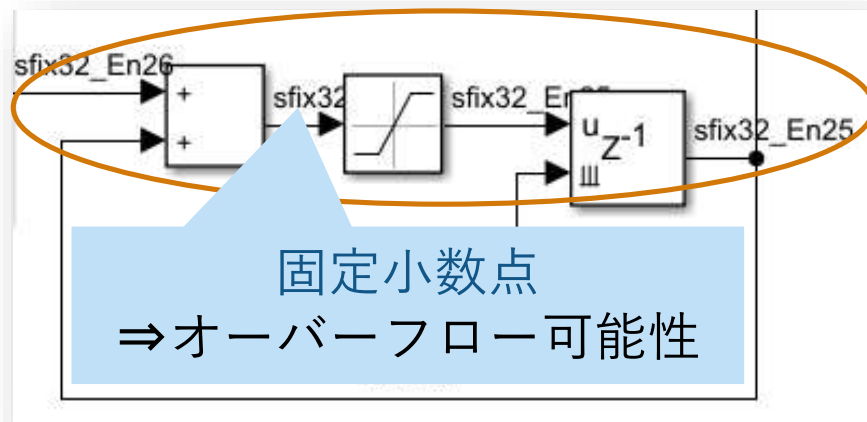 sfix32_En26
+
+
sfix32
sfix32_E
u
Z-1
sfix32_En25
固定小数点
⇒オーバーフロー可能性